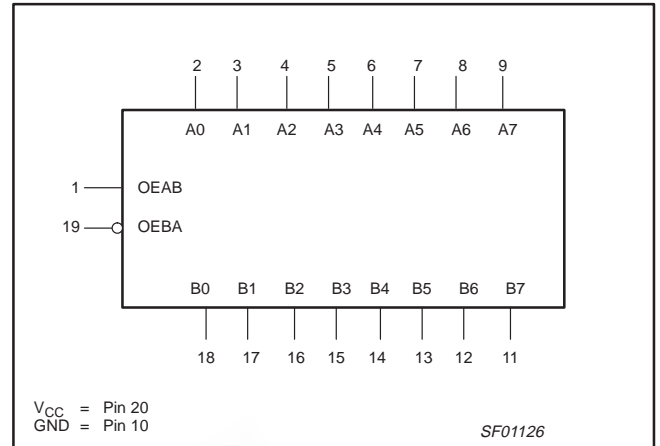 2 3 4 5 6 7 8 9
A0 A1 A2 A3 A4 A5 A6 A7
1 OEAB
19 OEBA
B0 B1 B2 B3 B4 B5 B6 B7
18 17 16 15 14 13 12 11
VCC = Pin 20
GND = Pin 10
SF01126